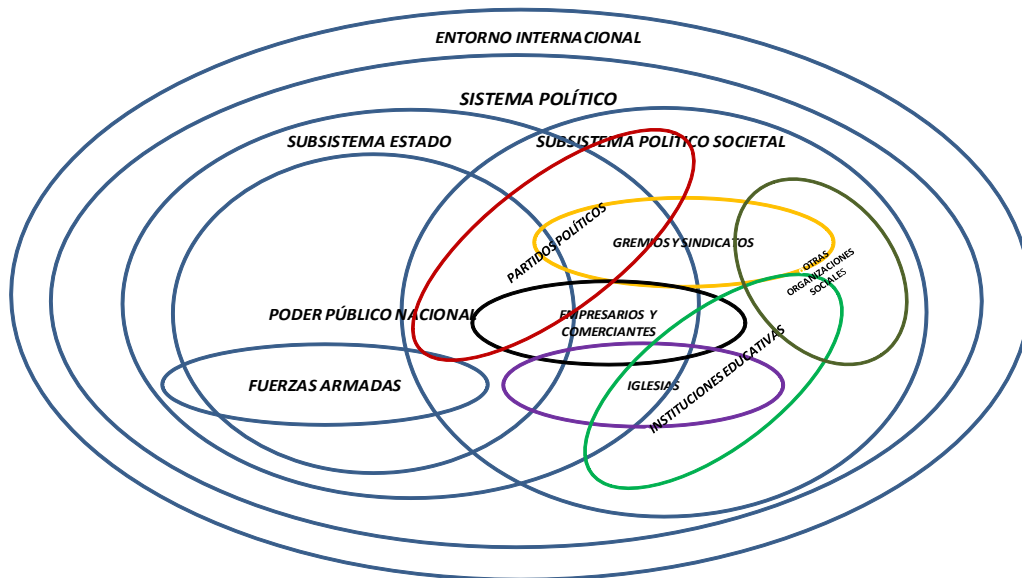 ENTORNO INTERNACIONAL
SISTEMA POLÍTICO
SUBSISTEMA ESTADO
SUBSISTEMA POLÍTICO SOCIETAL
PARTIDOS POLÍTICOS
GREMIOS Y SINDICATOS
OTRAS
ORGANIZACIONES
SOCIALES
PODER PÚBLICO NACIONAL
EMPRESARIOS Y
COMERCIANTES
FUERZAS ARMADAS
IGLESIAS
INSTITUCIONES EDUCATIVAS